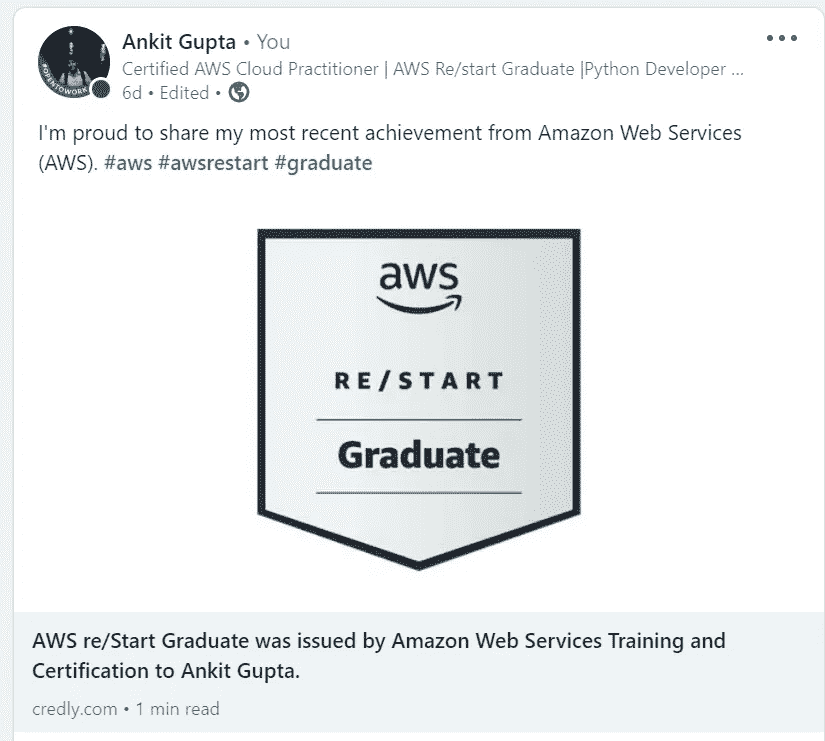 Ankit Gupta • You
Certified AWS Cloud Practitioner | AWS Re/start Graduate |Python Developer ...
6d • Edited •
I'm proud to share my most recent achievement from Amazon Web Services
(AWS). #aws #awsrestart #graduate
#OPENTOWORK
aws
RE/START
Graduate
AWS re/Start Graduate was issued by Amazon Web Services Training and
Certification to Ankit Gupta.
credly.com • 1 min read